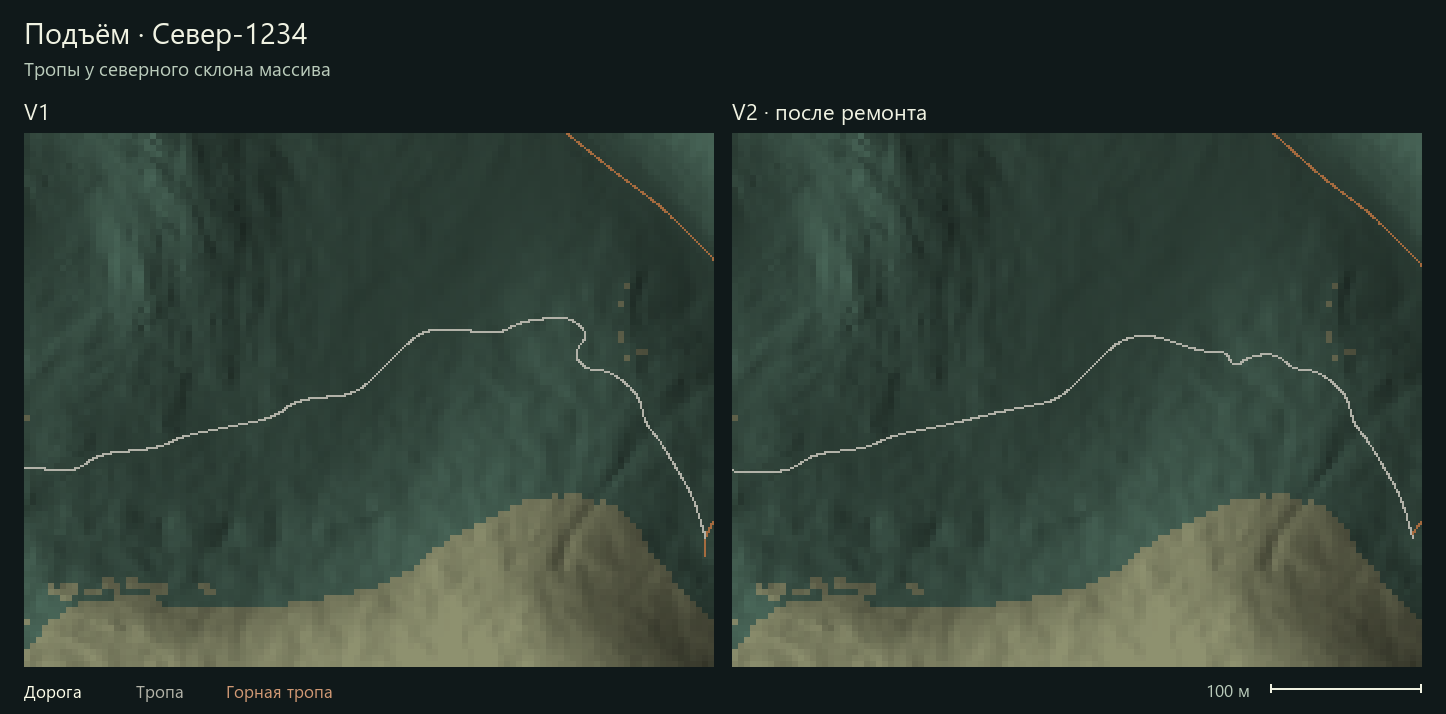 Подъём · Север-1234
Тропы у северного склона массива
V1
V2 · после ремонта
Дорога Тропа Горная тропа
100 м